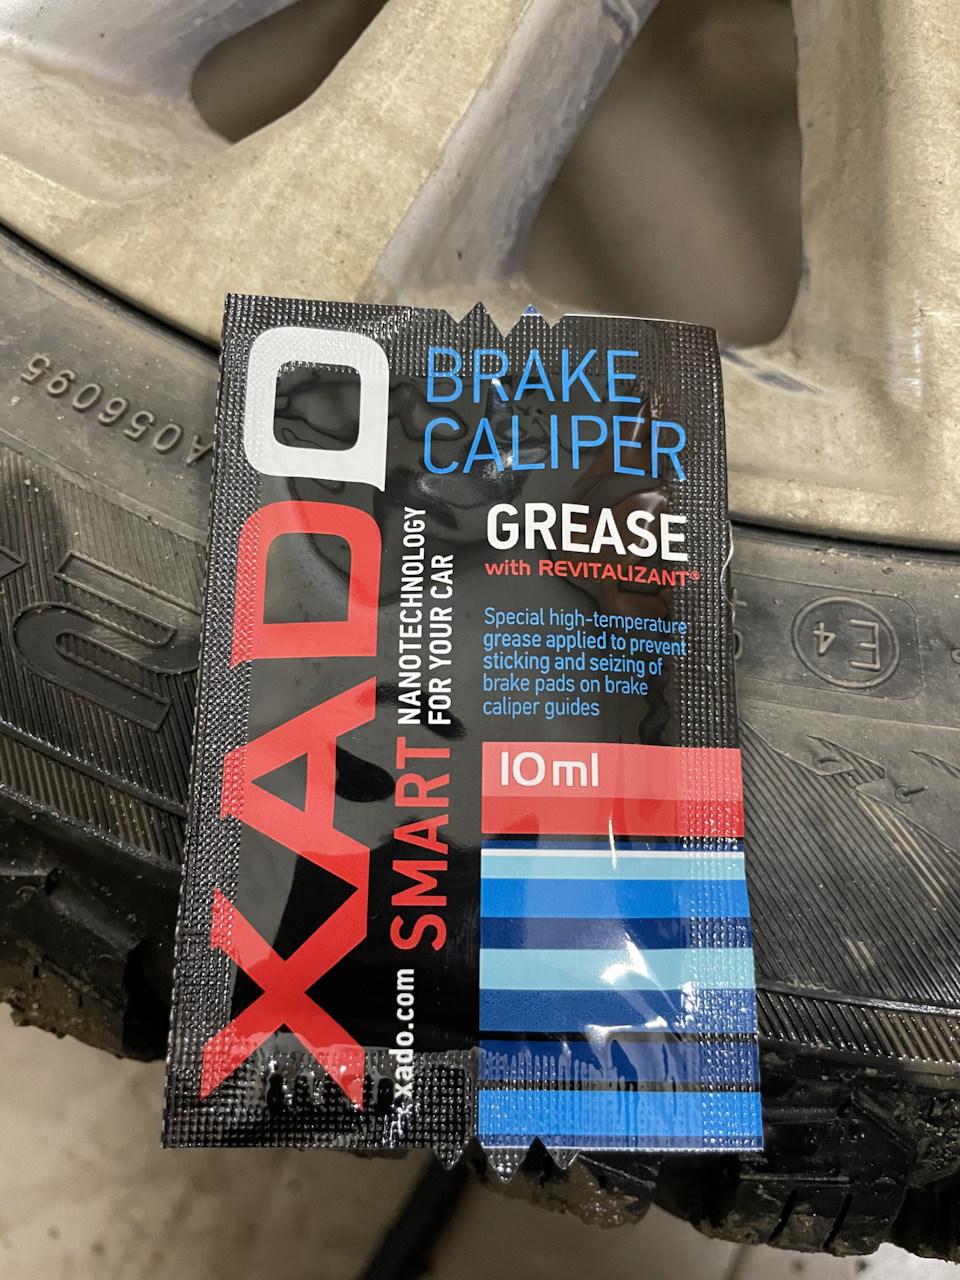 XADO
SMART NANOTECHNOLOGY
FOR YOUR CAR
xado.com
BRAKE
CALIPER
GREASE
with REVITALIZANT®
Special high-temperature
grease applied to prevent
sticking and seizing of
brake pads on brake
caliper guides
10ml
A056095
E4